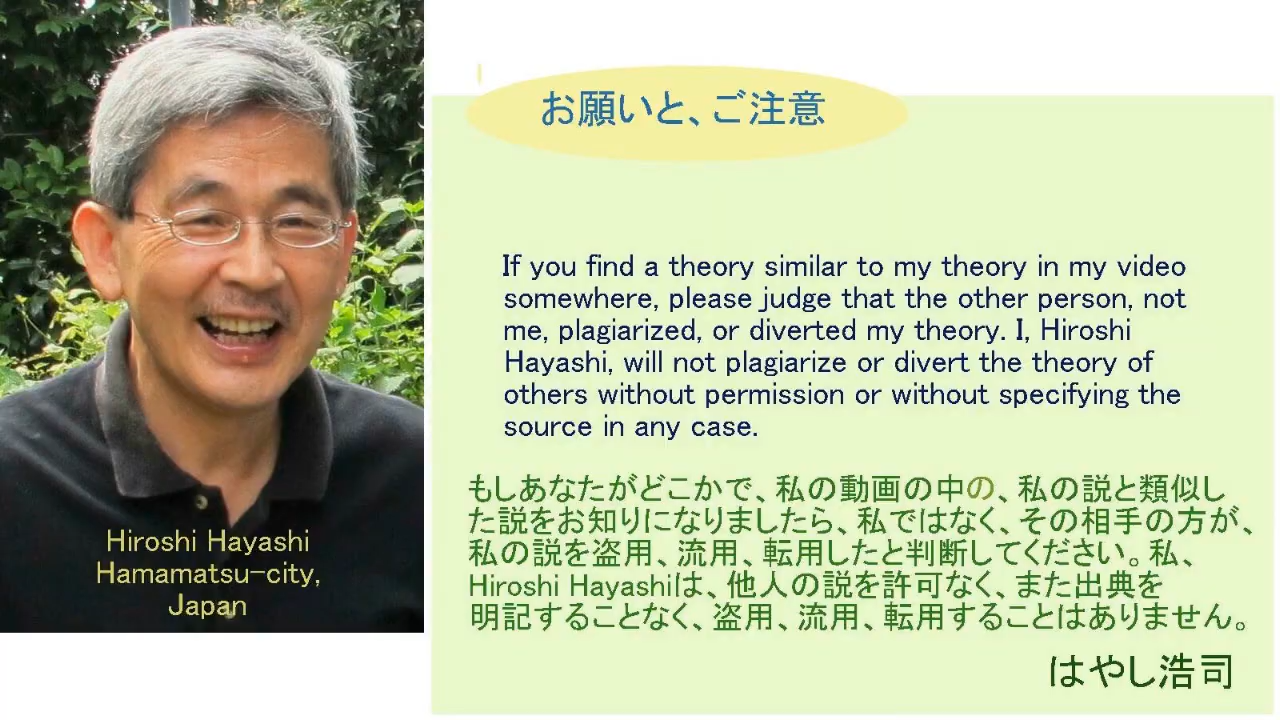 お願いと、ご注意
If you find a theory similar to my theory in my video
somewhere, please judge that the other person, not
me, plagiarized, or diverted my theory. I, Hiroshi
Hayashi, will not plagiarize or divert the theory of
others without permission or without specifying the
source in any case.
もしあなたがどこかで、私の動画の中の、私の説と類似し
た説をお知りになりましたら、私ではなく、その相手の方が、
私の説を盗用、流用、転用したと判断してください。私、
Hiroshi Hayashiは、他人の説を許可なく、また出典を
明記することなく、盗用、流用、転用することはありません。
はやし浩司
Hiroshi Hayashi
Hamamatsu-city,
Japan